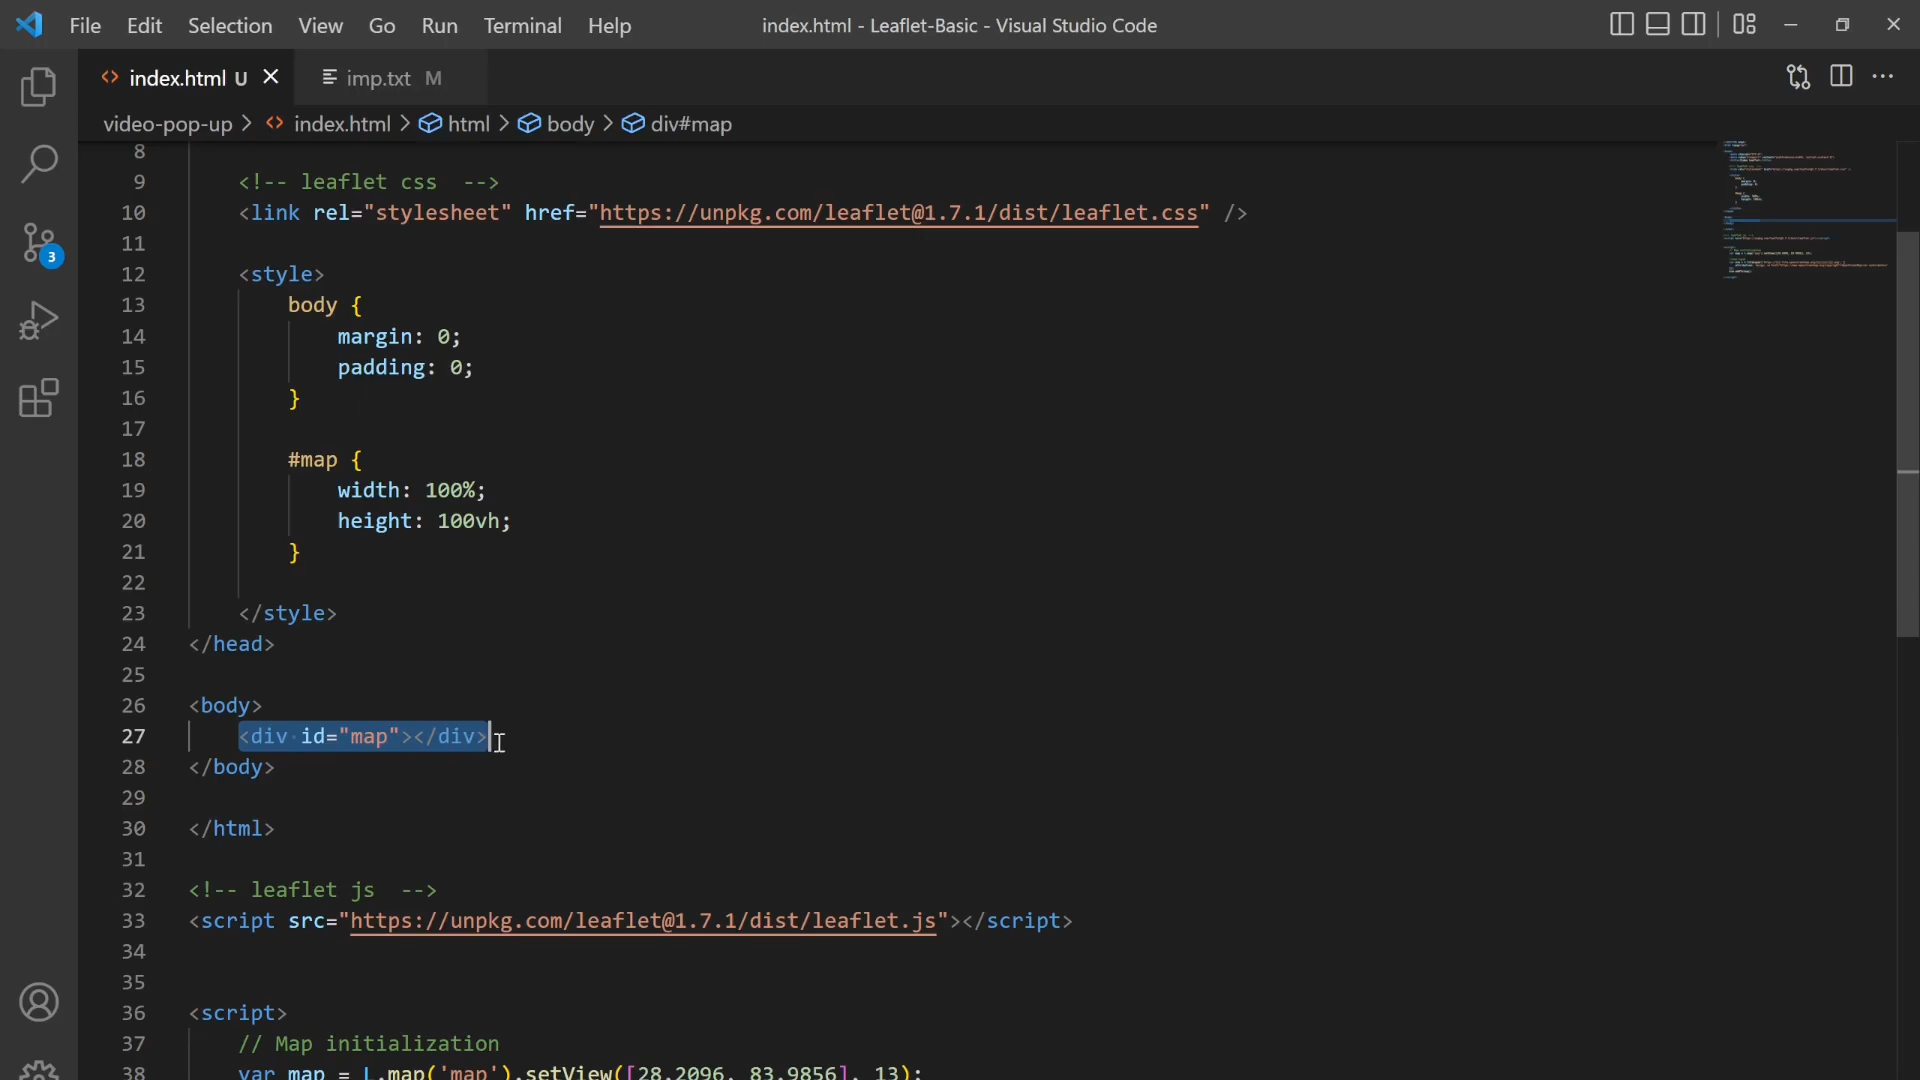 File Edit Selection View Go Run Terminal Help
index.html - Leaflet-Basic - Visual Studio Code
index.html U
imp.txt M
video-pop-up > index.html > html > body > div#map
8
9 <!-- leaflet css  -->
10 <link rel="stylesheet" href="https://unpkg.com/leaflet@1.7.1/dist/leaflet.css" />
11
12 <style>
13 body {
14 margin: 0;
15 padding: 0;
16 }
17
18 #map {
19 width: 100%;
20 height: 100vh;
21 }
22
23 </style>
24 </head>
25
26 <body>
27 <div id="map"></div>
28 </body>
29
30 </html>
31
32 <!-- leaflet js  -->
33 <script src="https://unpkg.com/leaflet@1.7.1/dist/leaflet.js"></script>
34
35
36 <script>
37 // Map initialization
38 var map = L.map('map').setView([28.2096, 83.9856], 13);
3